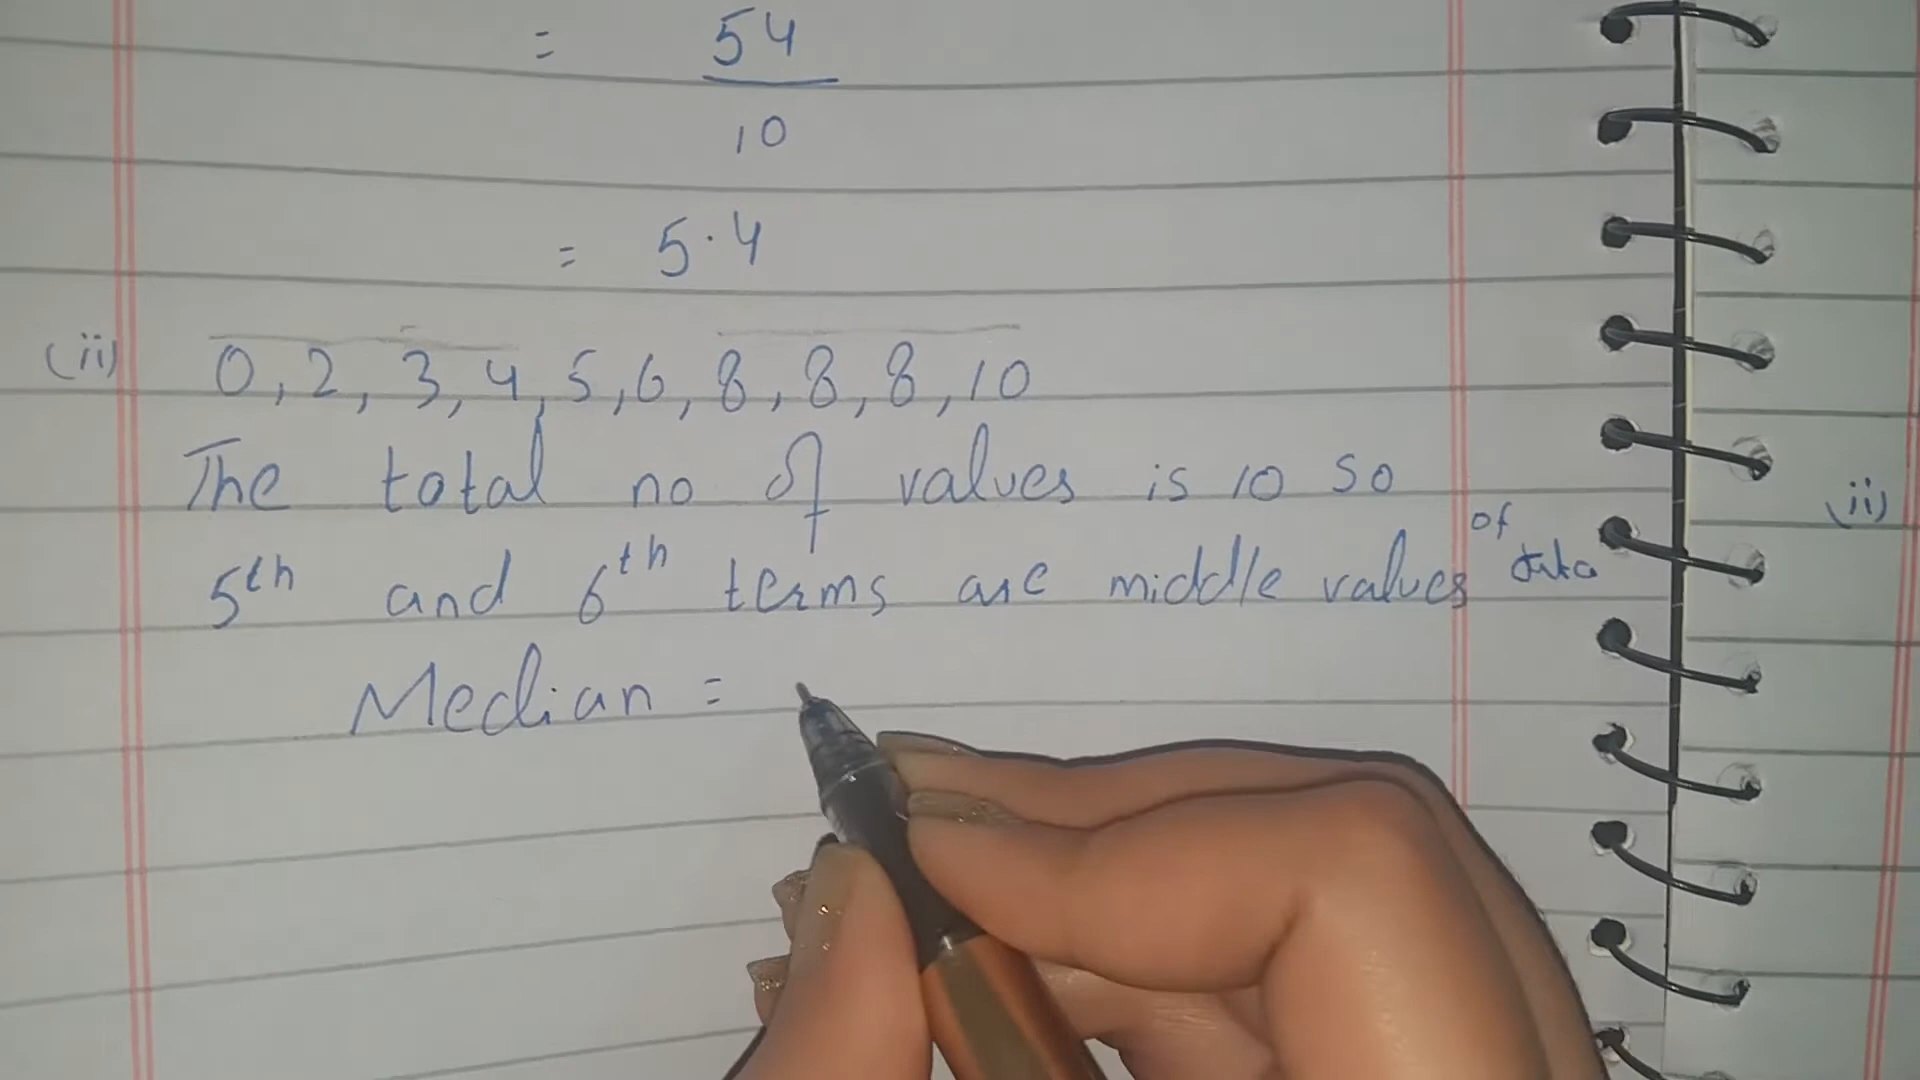 = 54
10
= 5.4
(ii) 0, 2, 3, 4, 5, 6, 8, 8, 8, 10
The total no of values is 10 so
5th and 6th terms are middle values of data
Median =
(ii)